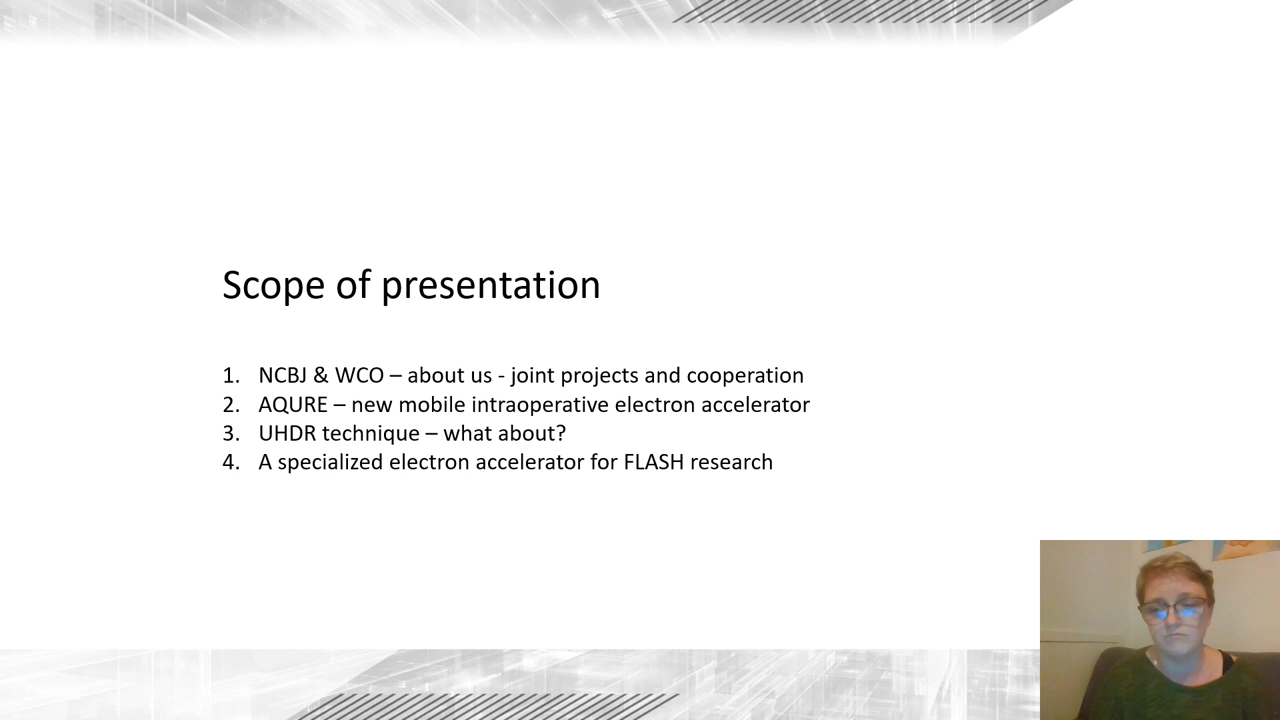 Scope of presentation
1. NCBJ & WCO – about us - joint projects and cooperation
2. AQURE – new mobile intraoperative electron accelerator
3. UHDR technique – what about?
4. A specialized electron accelerator for FLASH research